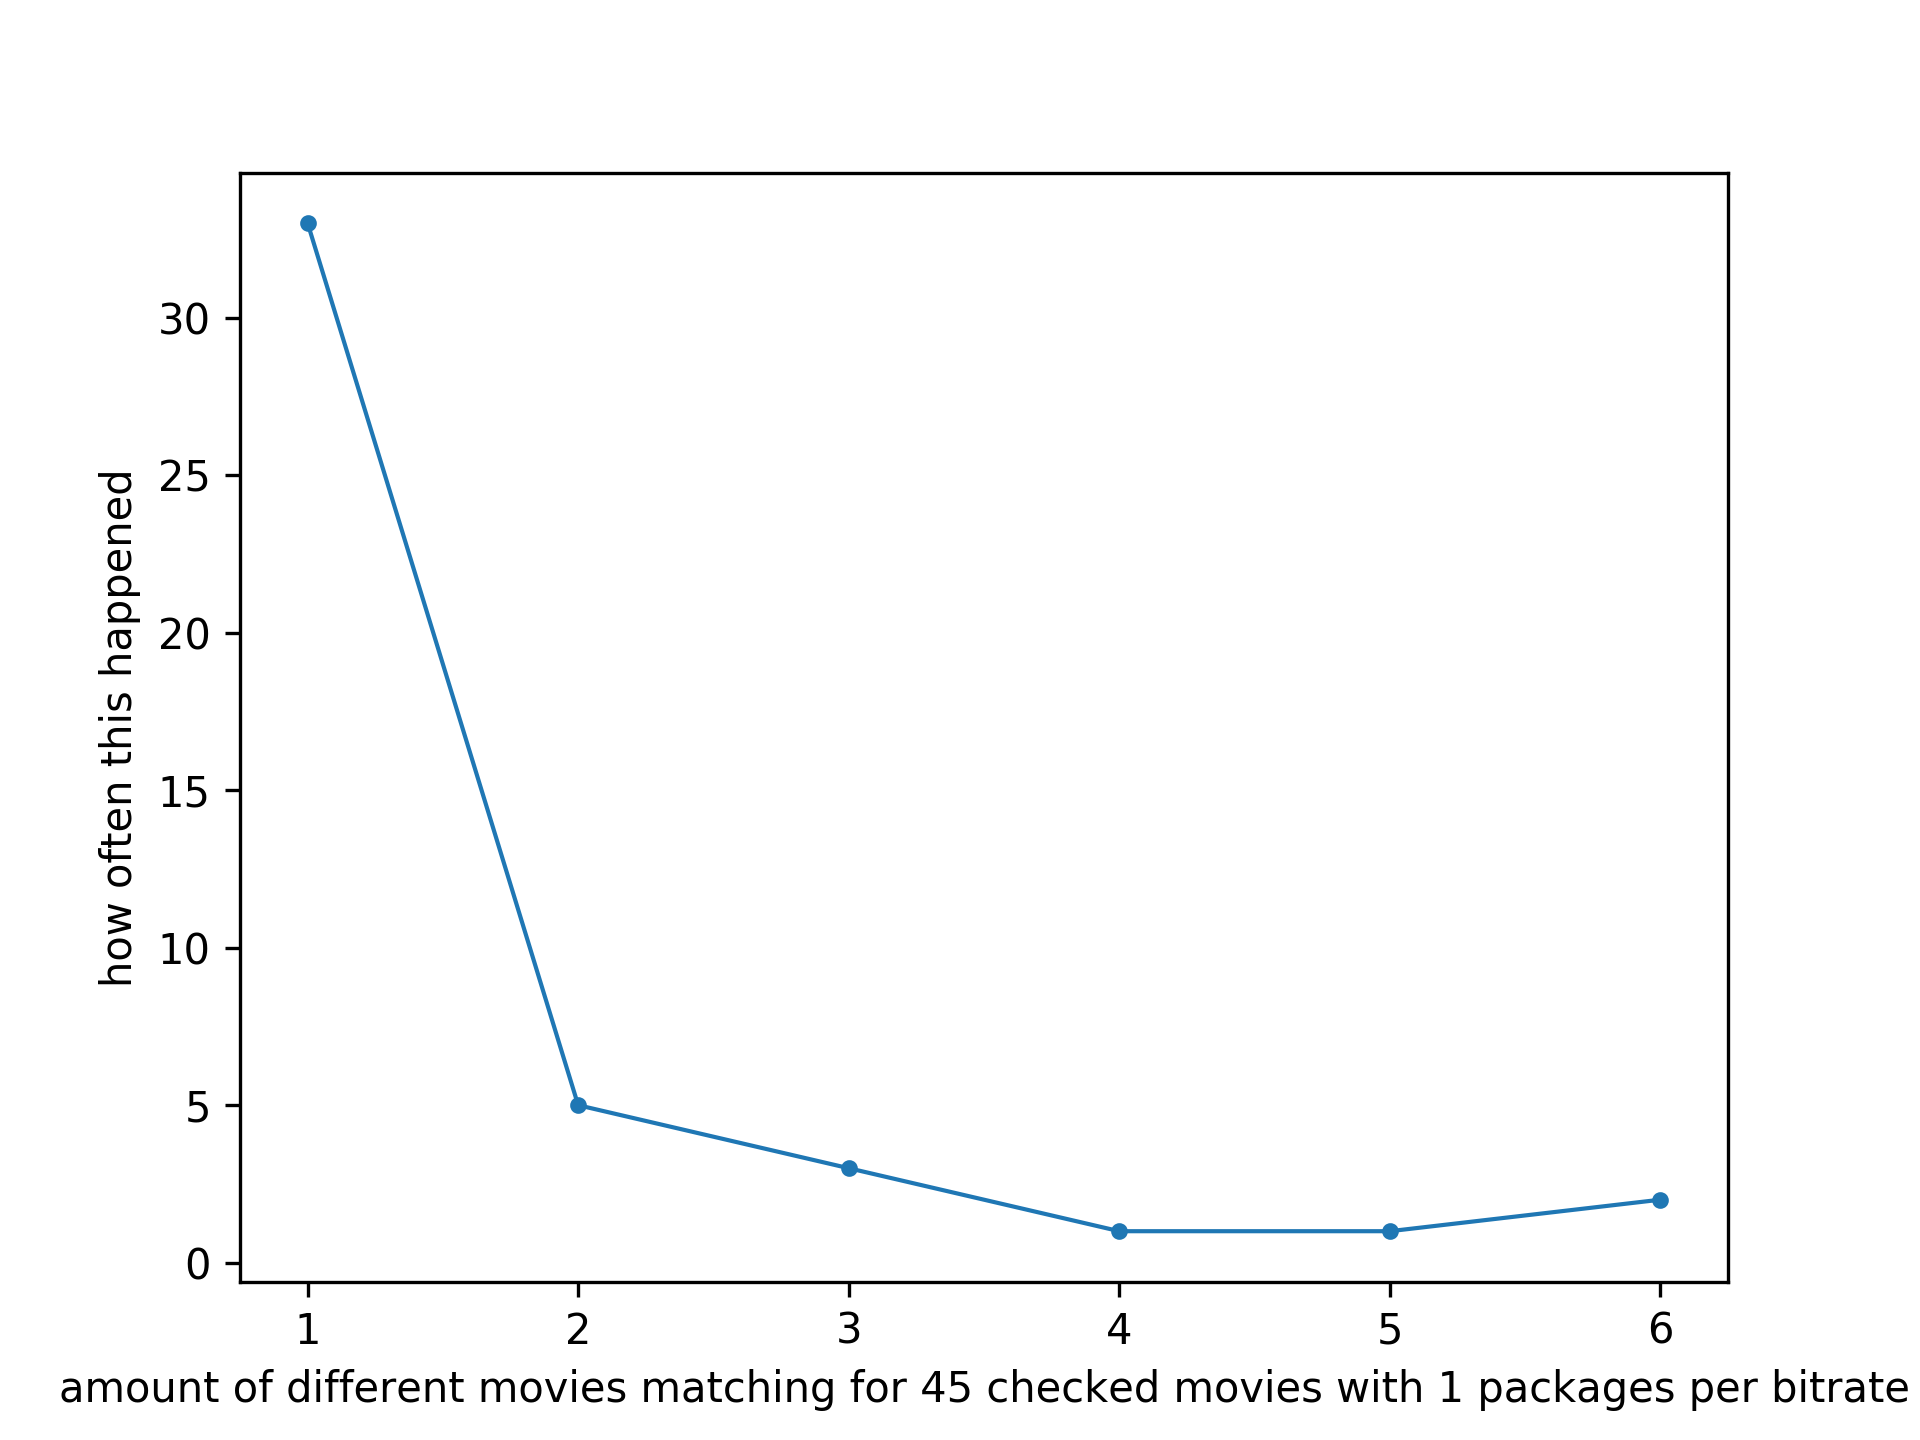 30
25
20
15
10
5
0
how often this happened
1 2 3 4 5 6
amount of different movies matching for 45 checked movies with 1 packages per bitrate